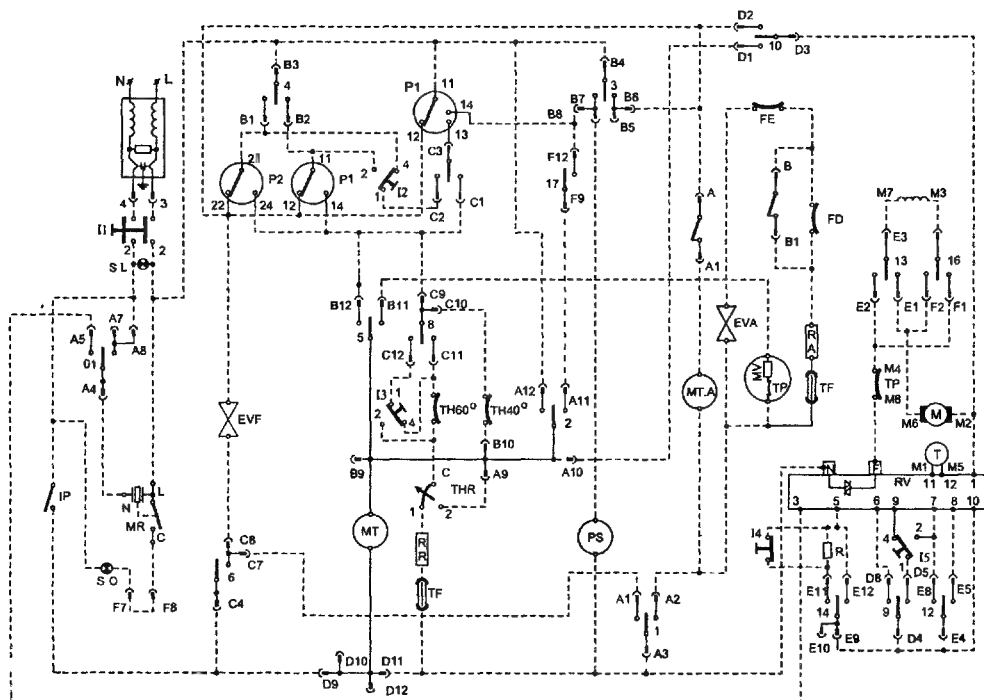 D2
D1
10
D3
N
L
B3
4
B1
B2
P1
11
14
12
13
B4
3
B7
B6
B5
B8
C3
2
4
I2
1
C2
C1
F12
17
F9
FE
B
FD
B1
A
A1
4
3
I1
2
2
SL
P2
22
24
11
P1
12
14
M7
M3
E3
13
16
E2
E1
F2
F1
B12
B11
5
C9
C10
8
C12
C11
A5
A7
A8
01
A4
EVF
EVA
RA
TF
MV
TP
MT.A
M4
TP
M8
I3
1
2
4
TH60°
TH40°
A12
A11
2
M
M6
M2
T
B9
B10
A9
A10
C
THR
1
2
M1
M5
RV
11
12
1
3
5
6
9
7
8
10
IP
N
L
MR
C
MT
RR
TF
PS
I4
R
4
2
I5
D5
SO
F7
F8
C8
C7
6
C4
A1
A2
1
A3
E11
E12
14
E10
E9
D8
9
D4
E8
E5
12
E4
D10
D11
D9
D12